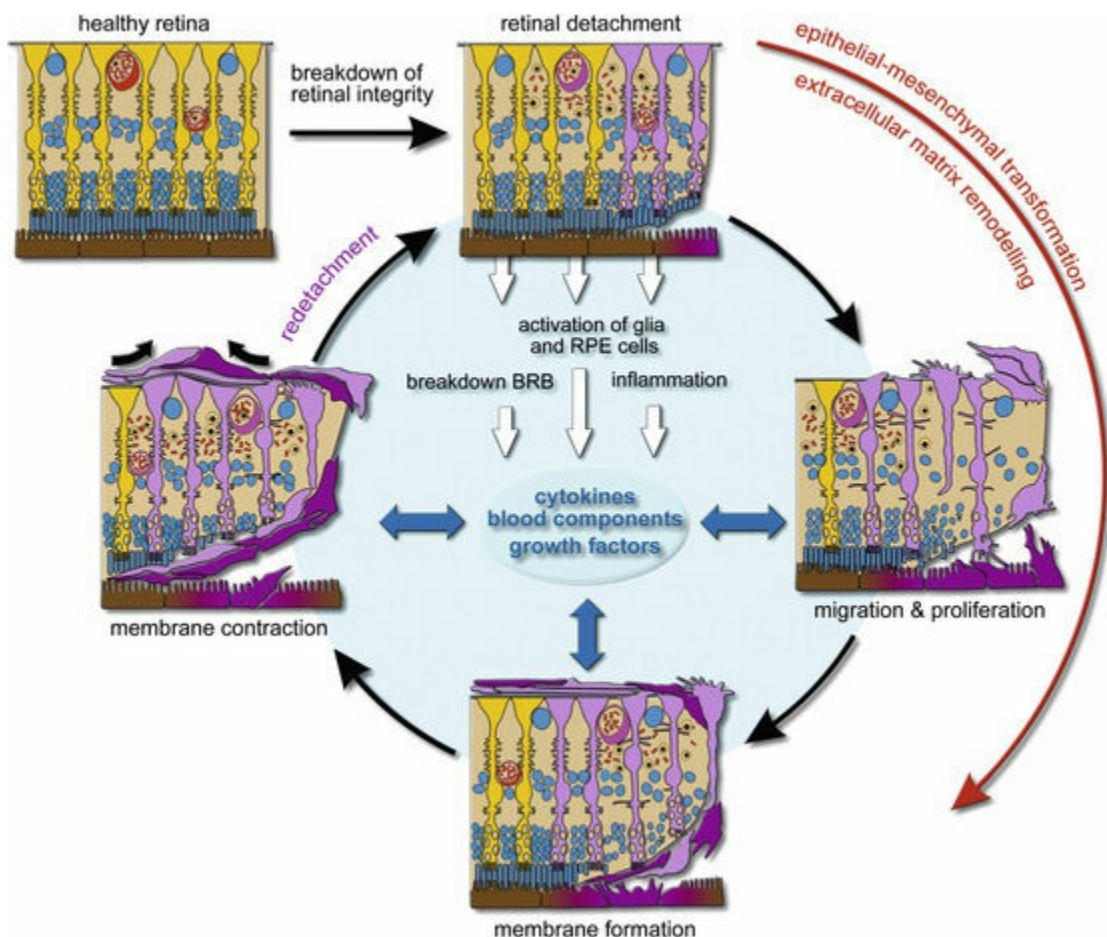 healthy retina
retinal detachment
breakdown of
retinal integrity
epithelial-mesenchymal transformation
extracellular matrix remodelling
redetachment
activation of glia
and RPE cells
breakdown BRB
inflammation
cytokines
blood components
growth factors
membrane contraction
migration & proliferation
membrane formation